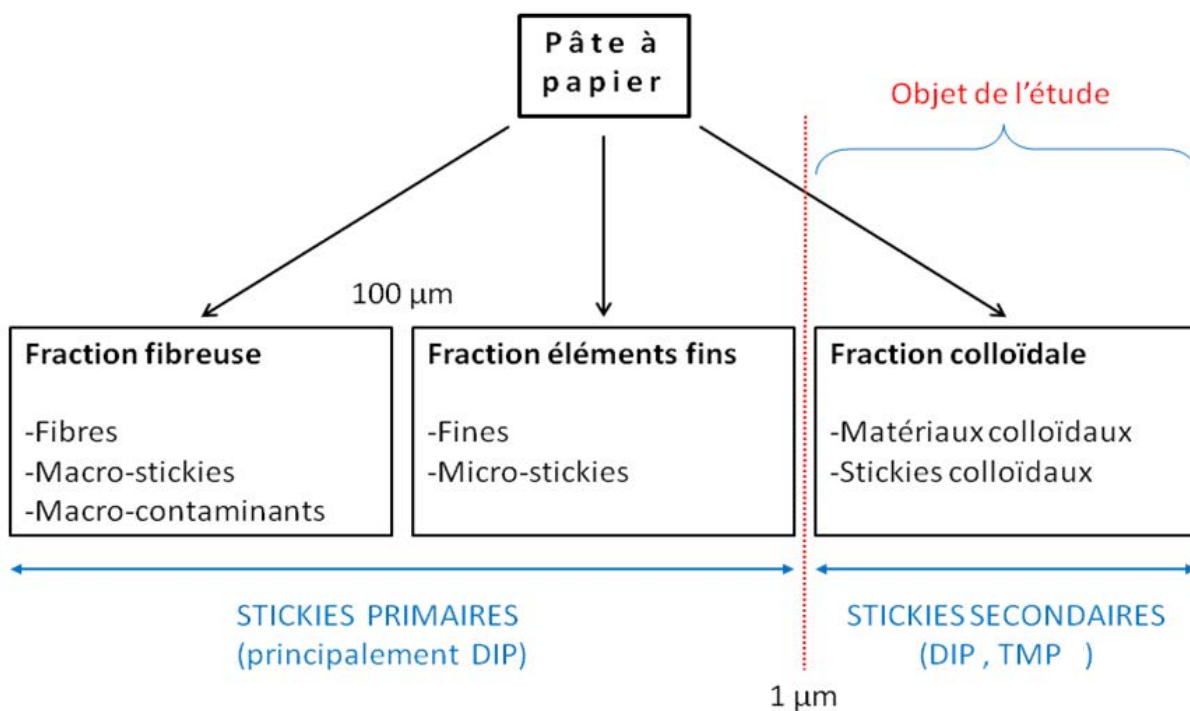 Pâte à
papier
Objet de l'étude
100 µm
Fraction fibreuse
-Fibres
-Macro-stickies
-Macro-contaminants
Fraction éléments fins
-Fines
-Micro-stickies
Fraction colloïdale
-Matériaux colloïdaux
-Stickies colloïdaux
STICKIES PRIMAIRES
(principalement DIP)
STICKIES SECONDAIRES
(DIP , TMP )
1 µm